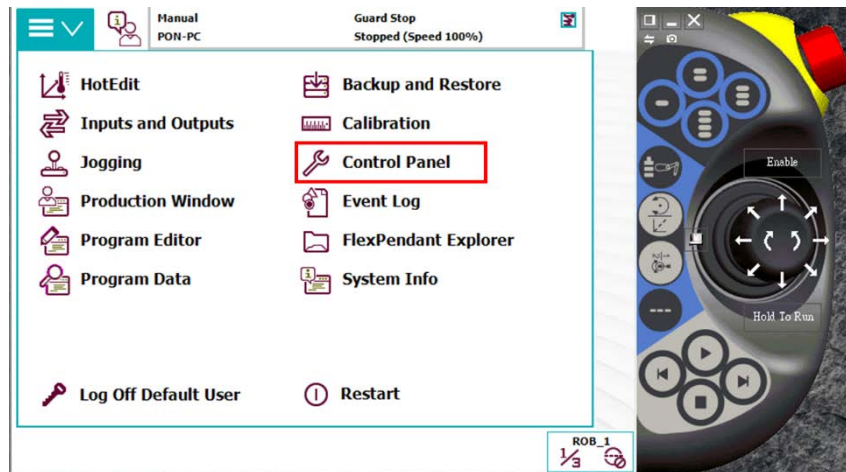 Manual
PON-PC
Guard Stop
Stopped (Speed 100%)
HotEdit
Backup and Restore
Inputs and Outputs
Calibration
Jogging
Control Panel
Production Window
Event Log
Program Editor
FlexPendant Explorer
Program Data
System Info
Log Off Default User
Restart
ROB_1
1/3
Enable
Hold To Run